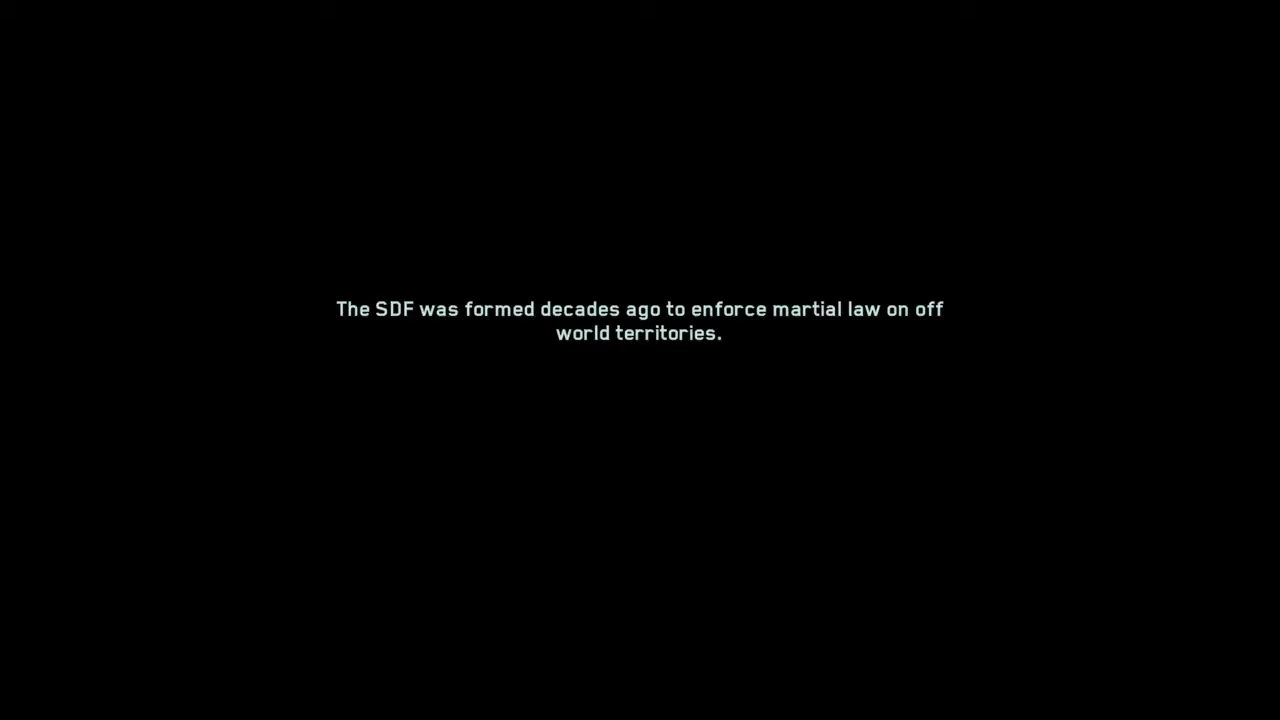 The SDF was formed decades ago to enforce martial law on off
world territories.